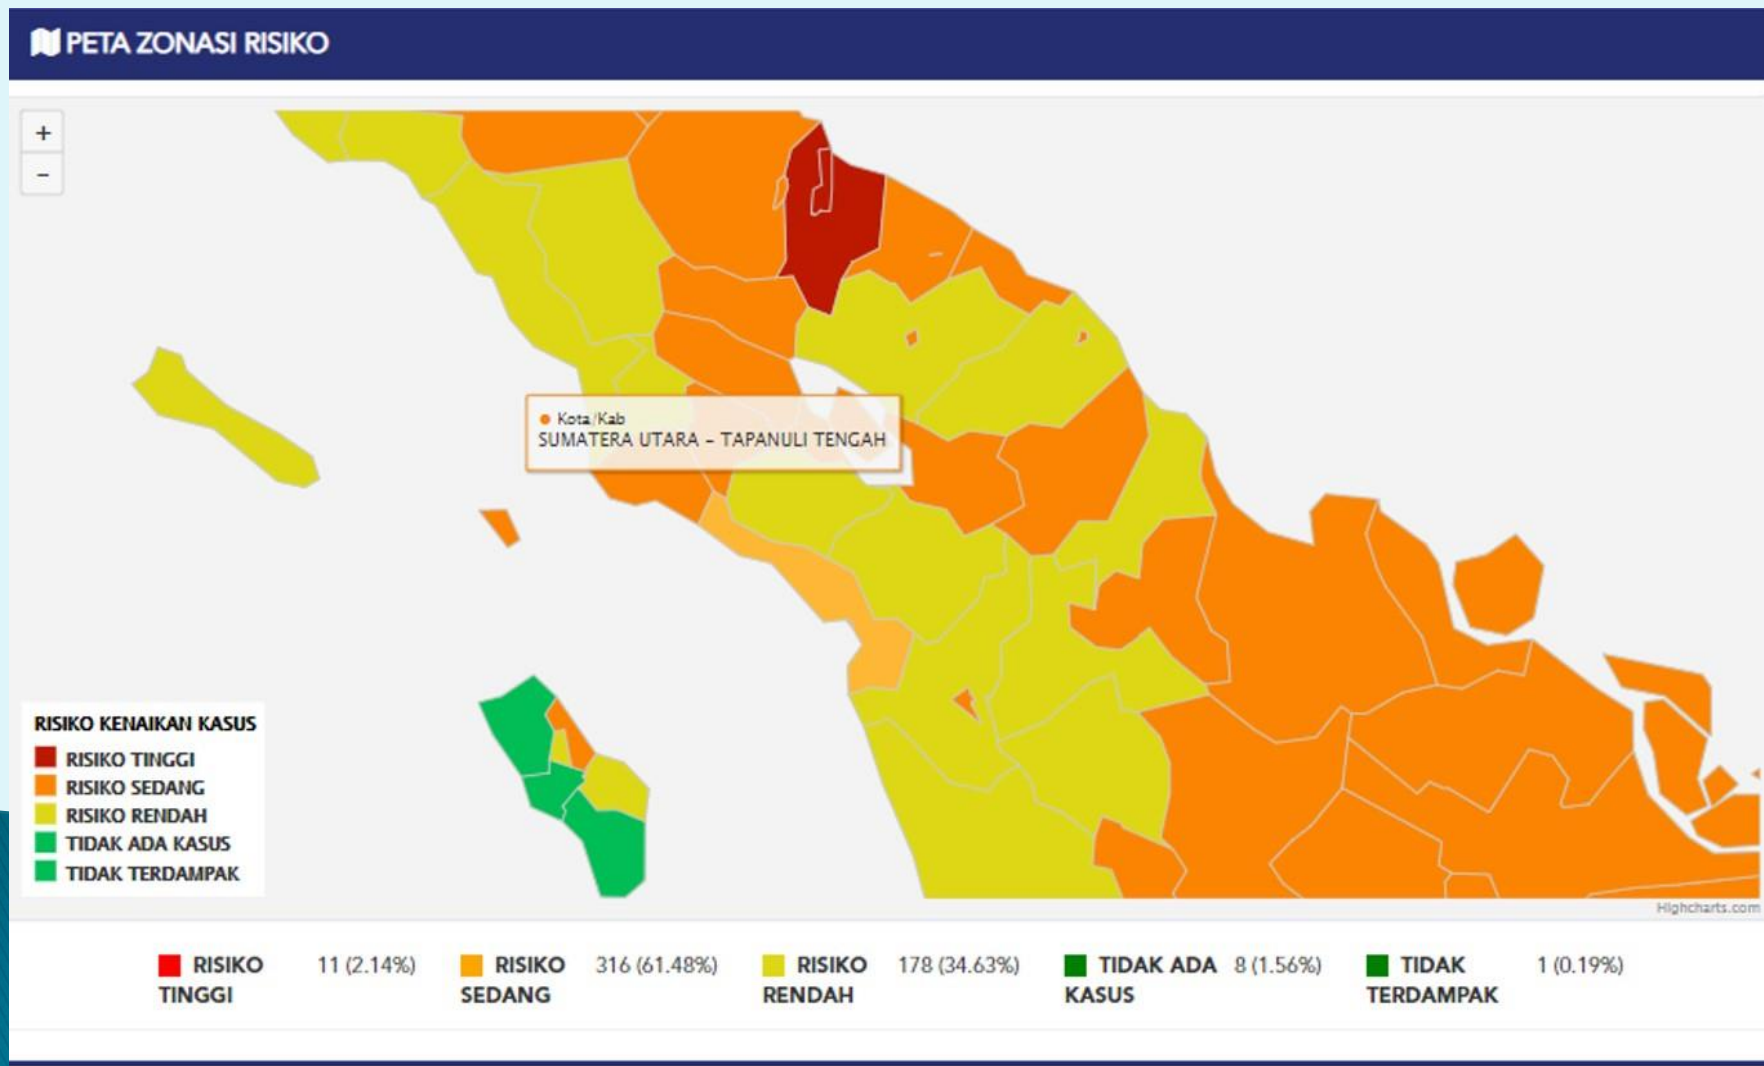 PETA ZONASI RISIKO
+
-
Kota/Kab
SUMATERA UTARA - TAPANULI TENGAH
RISIKO KENAIKAN KASUS
RISIKO TINGGI
RISIKO SEDANG
RISIKO RENDAH
TIDAK ADA KASUS
TIDAK TERDAMPAK
Highcharts.com
RISIKO TINGGI 11 (2.14%)
RISIKO SEDANG 316 (61.48%)
RISIKO RENDAH 178 (34.63%)
TIDAK ADA KASUS 8 (1.56%)
TIDAK TERDAMPAK 1 (0.19%)